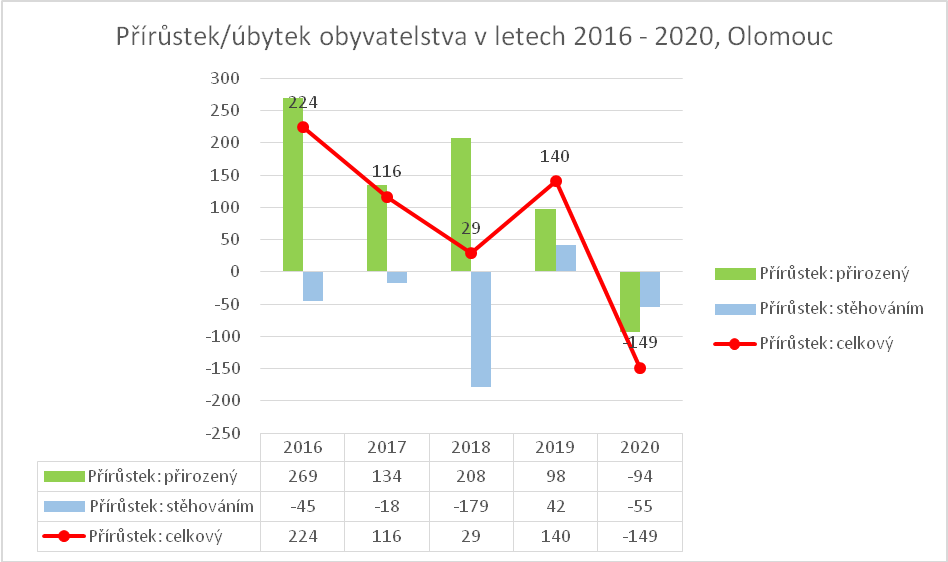 Přírůstek/úbytek obyvatelstva v letech 2016 - 2020, Olomouc
300
250
200
150
100
50
0
-50
-100
-150
-200
-250
224
116
29
140
-149
Přírůstek: přirozený
Přírůstek: stěhováním
Přírůstek: celkový
2016 2017 2018 2019 2020
Přírůstek: přirozený 269 134 208 98 -94
Přírůstek: stěhováním -45 -18 -179 42 -55
Přírůstek: celkový 224 116 29 140 -149